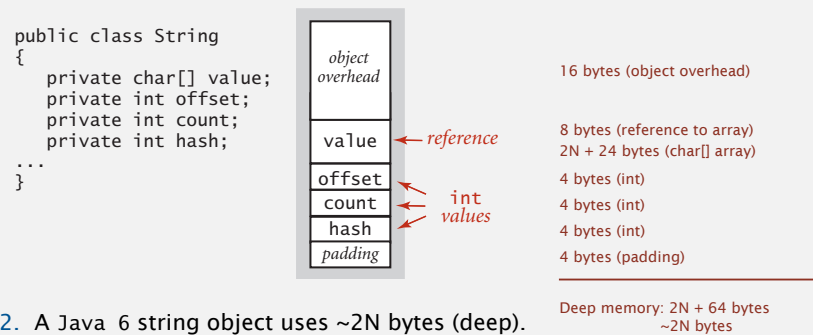 public class String
{
private char[] value;
private int offset;
private int count;
private int hash;
...
}
object
overhead
value
reference
offset
count
hash
padding
int
values
16 bytes (object overhead)
8 bytes (reference to array)
2N + 24 bytes (char[] array)
4 bytes (int)
4 bytes (int)
4 bytes (int)
4 bytes (padding)
Deep memory: 2N + 64 bytes
~2N bytes
2. A Java 6 string object uses ~2N bytes (deep).